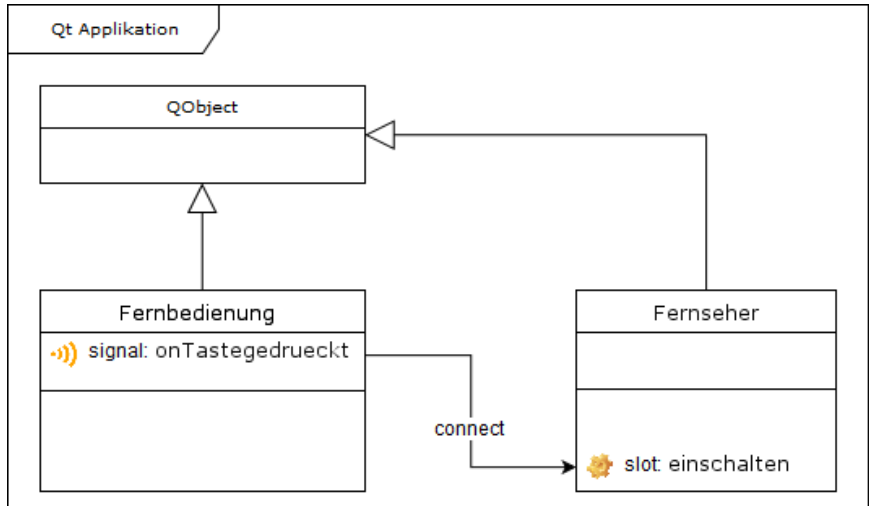 Qt Applikation
QObject
Fernbedienung
signal: onTastegedrueckt
Fernseher
connect
slot: einschalten